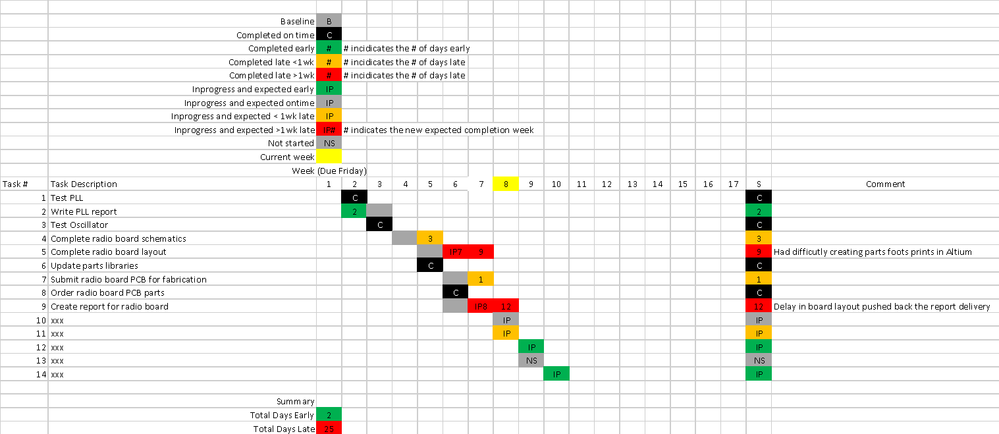 Baseline B
Completed on time C
Completed early # # incidicates the # of days early
Completed late <1wk # # incidicates the # of days late
Completed late >1wk # # incidicates the # of days late
Inprogress and expected early IP
Inprogress and expected ontime IP
Inprogress and expected < 1wk late IP
Inprogress and expected >1wk late IP# # indicates the new expected completion week
Not started NS
Current week
Week (Due Friday)
Task # Task Description 1 2 3 4 5 6 7 8 9 10 11 12 13 14 15 16 17 S Comment
1 Test PLL C C
2 Write PLL report 2 2
3 Test Oscillator C C
4 Complete radio board schematics 3 3
5 Complete radio board layout IP7 9 9 Had difficutly creating parts foots prints in Altium
6 Update parts libraries C C
7 Submit radio board PCB for fabrication 1 1
8 Order radio board PCB parts C C
9 Create report for radio board IP8 12 12 Delay in board layout pushed back the report delivery
10 xxx IP IP
11 xxx IP IP
12 xxx IP IP
13 xxx NS NS
14 xxx IP IP
Summary
Total Days Early 2
Total Days Late 25